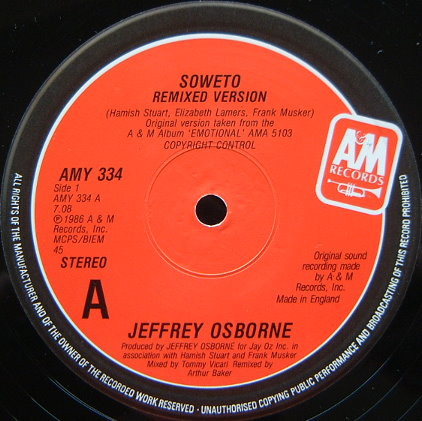 SOWETO
REMIXED VERSION
(Hamish Stuart, Elizabeth Lamers, Frank Musker)
Original version taken from the
A & M Album 'EMOTIONAL' AMA 5103
COPYRIGHT CONTROL
A&M
RECORDS
AMY 334
Side 1
AMY 334 A
7.08
℗1986 A & M
Records, Inc.
MCPS/BIEM
45
STEREO
A
Original sound
recording made
by A & M
Records, Inc.
Made in England
JEFFREY OSBORNE
Produced by JEFFREY OSBORNE for Jay Oz Inc. in
association with Hamish Stuart and Frank Musker
Mixed by Tommy Vicari Remixed by
Arthur Baker
ALL RIGHTS OF THE MANUFACTURER AND OF THE OWNER OF THE RECORDED WORK RESERVED · UNAUTHORISED COPYING PUBLIC PERFORMANCE AND BROADCASTING OF THIS RECORD PROHIBITED